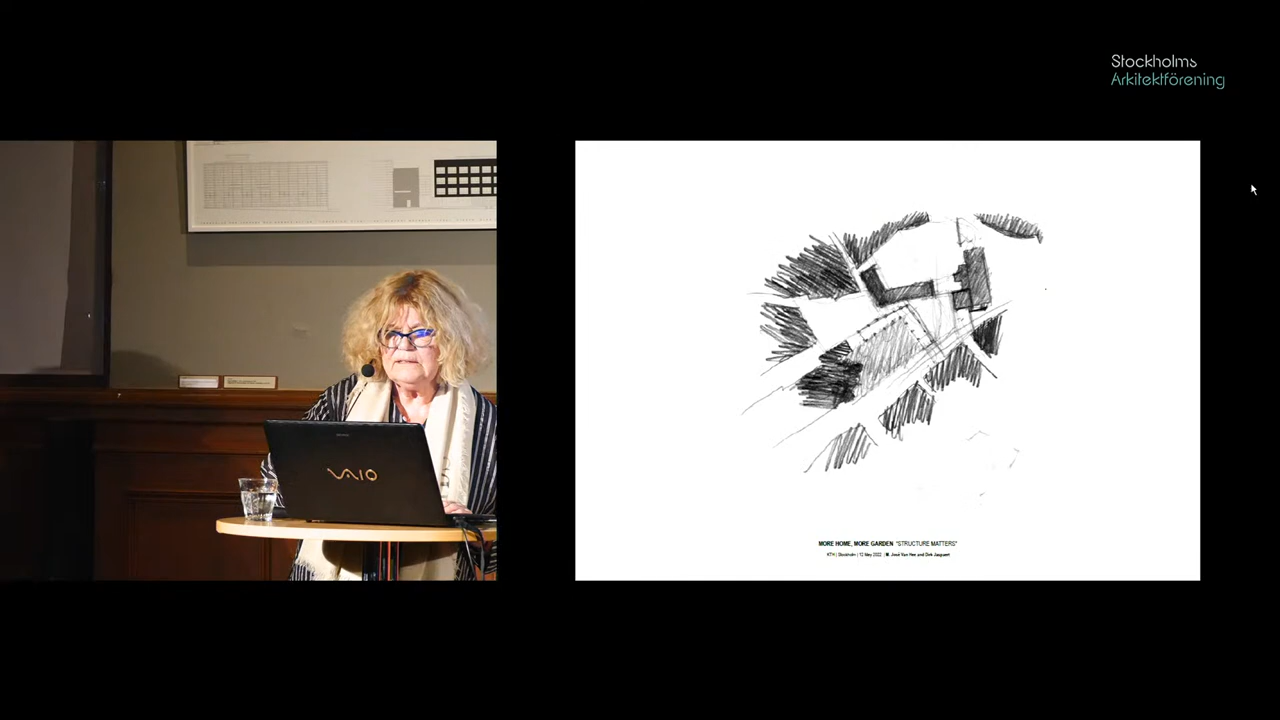 Stockholms
Arkitektförening
VAIO
MORE HOME, MORE GARDEN "STRUCTURE MATTERS"
KTH | Stockholm | 12 May 2022 | M. José Van Hee and Dirk Jaspaert